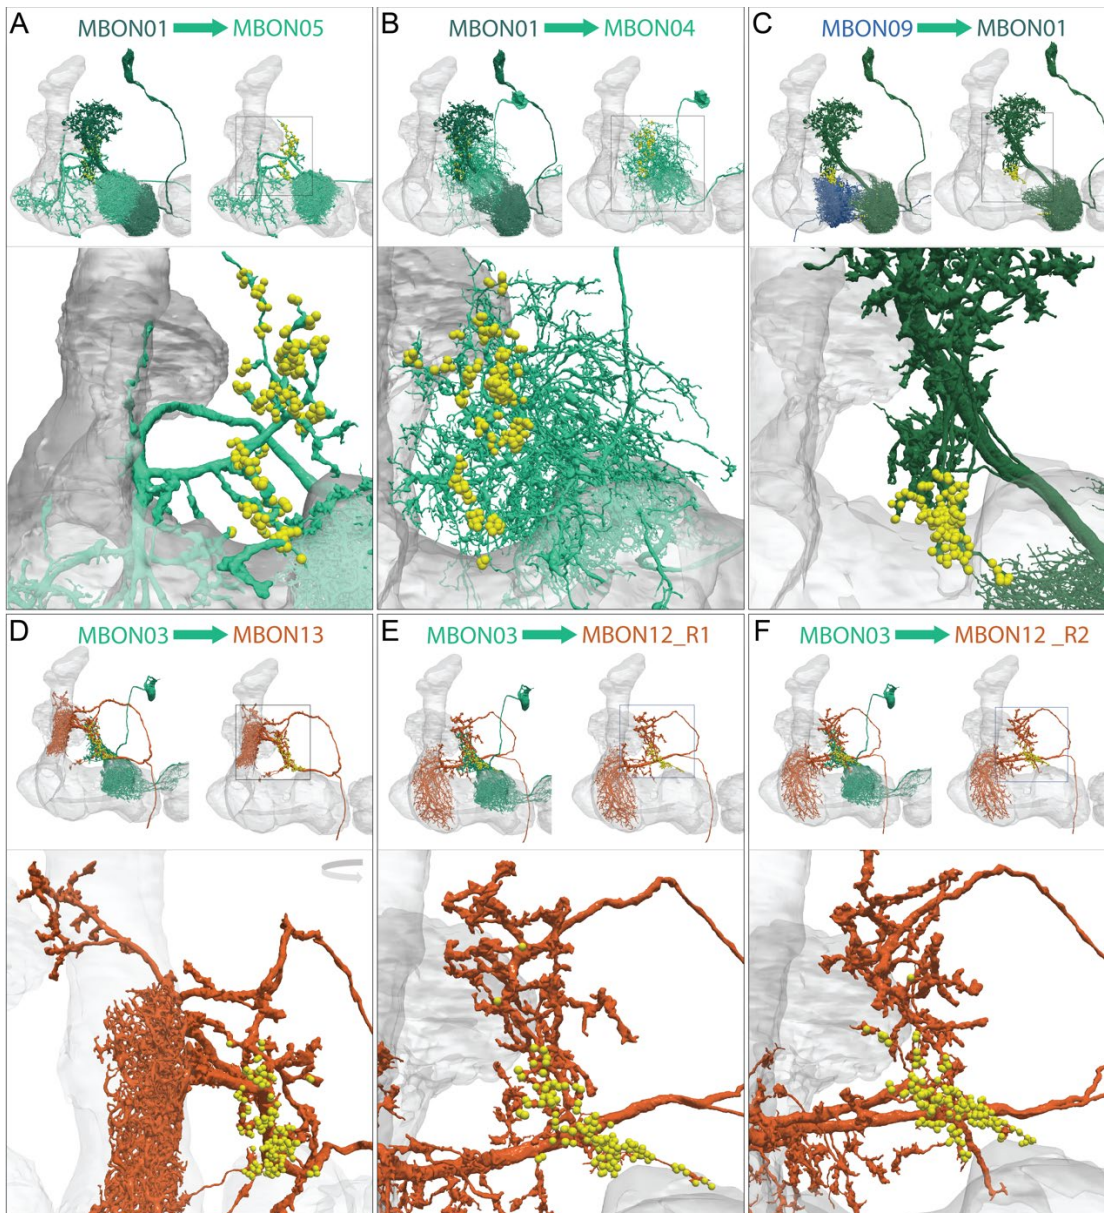 A MBON01 MBON05
B MBON01 MBON04
C MBON09 MBON01
D MBON03 MBON13
E MBON03 MBON12_R1
F MBON03 MBON12 _R2